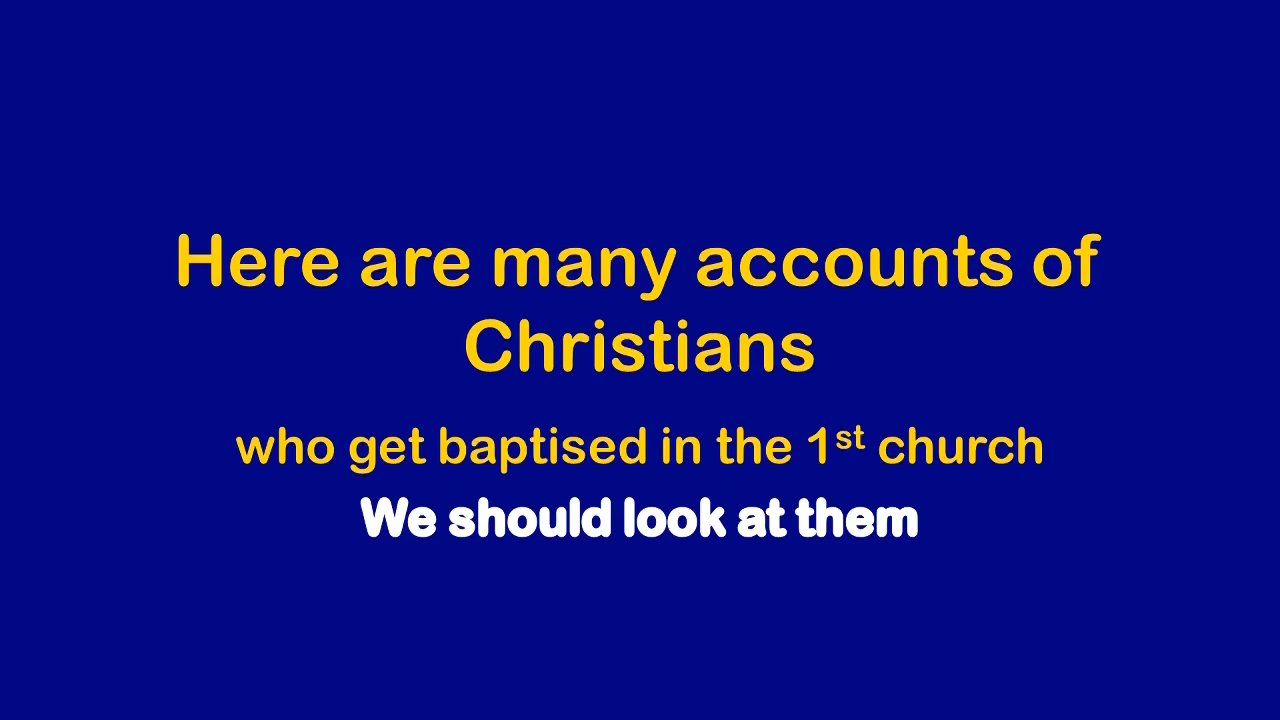 Here are many accounts of
Christians
who get baptised in the 1st church
We should look at them